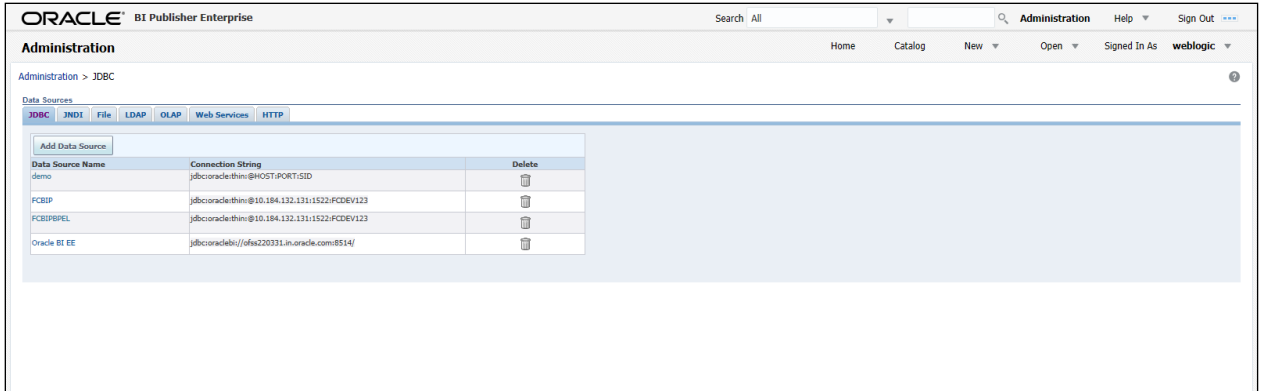 ORACLE® BI Publisher Enterprise Search All Administration Help Sign Out
Administration Home Catalog New Open Signed In As weblogic
Administration > JDBC
Data Sources
JDBC JNDI File LDAP OLAP Web Services HTTP
Add Data Source
Data Source Name Connection String Delete
demo jdbc:oracle:thin:@HOST:PORT:SID
FCBIP jdbc:oracle:thin:@10.184.132.131:1522:FCDEV123
FCBIPBPEL jdbc:oracle:thin:@10.184.132.131:1522:FCDEV123
Oracle BI EE jdbc:oraclebi://ofss220331.in.oracle.com:8514/